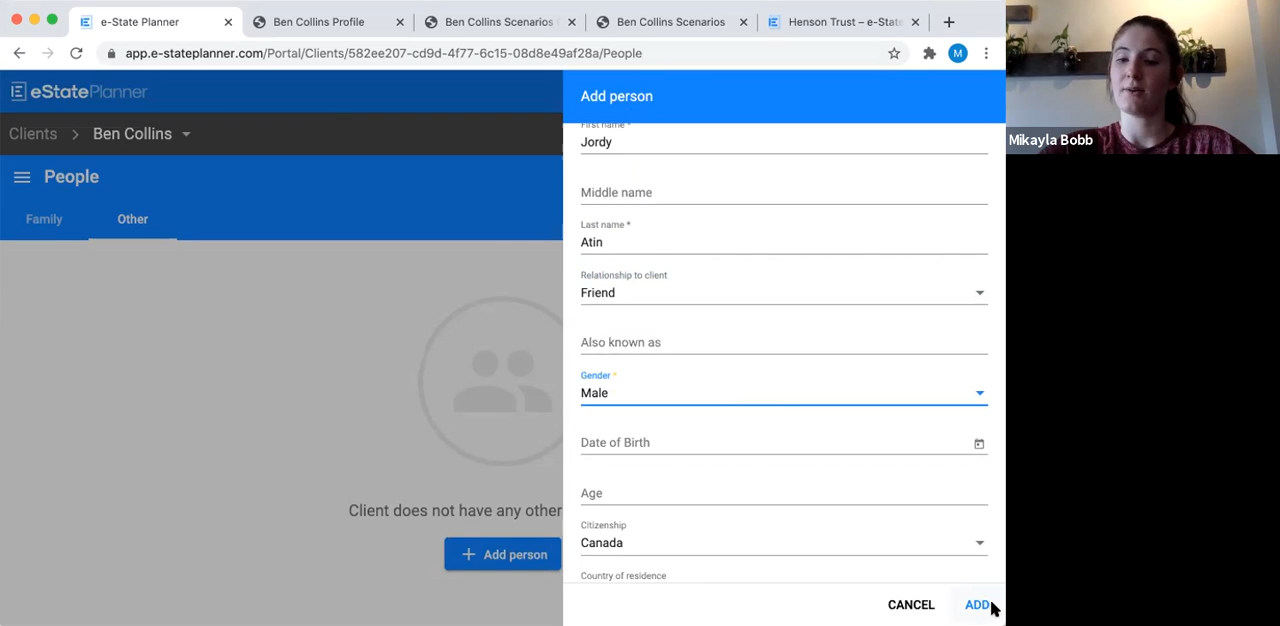 e-State Planner
Ben Collins Profile
Ben Collins Scenarios
Ben Collins Scenarios
Henson Trust – e-State
app.e-stateplanner.com/Portal/Clients/582ee207-cd9d-4f77-6c15-08d8e49af28a/People
M
eStatePlanner
Clients > Ben Collins
People
Family Other
Client does not have any other
+ Add person
Add person
First name *
Jordy
Middle name
Last name *
Atin
Relationship to client
Friend
Also known as
Gender *
Male
Date of Birth
Age
Citizenship
Canada
Country of residence
CANCEL ADD
Mikayla Bobb